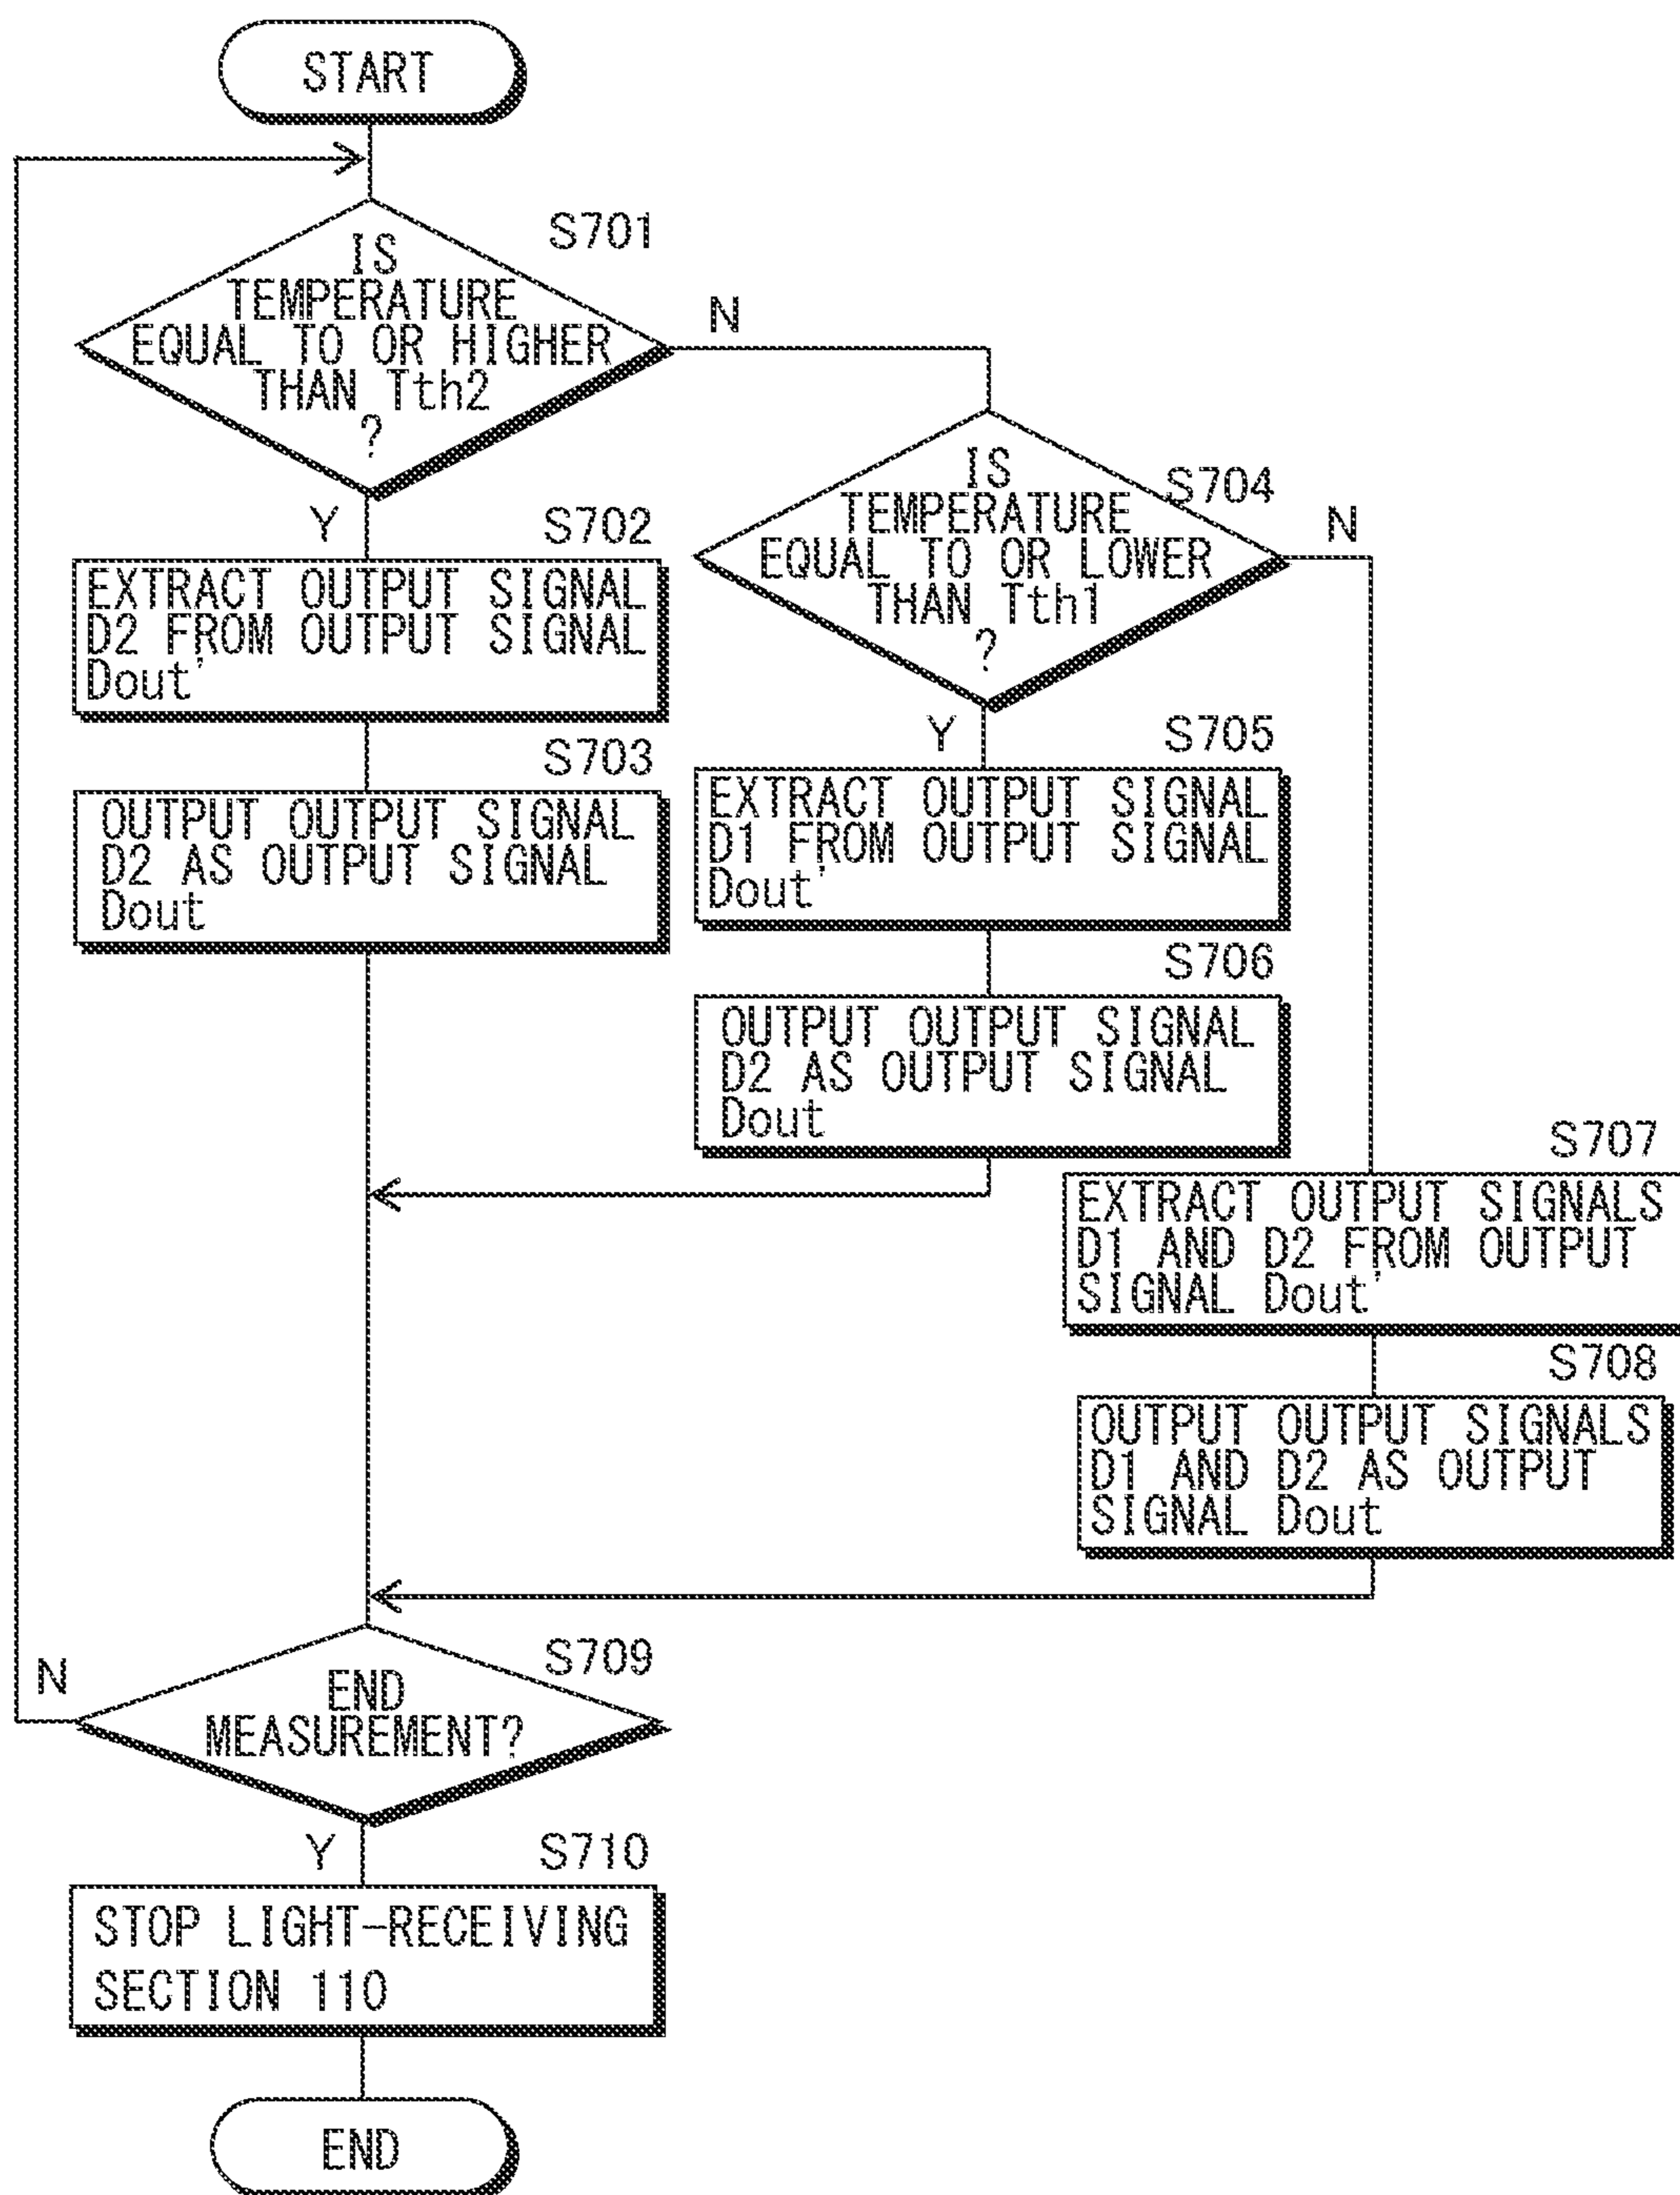 START
S701
IS
TEMPERATURE
EQUAL TO OR HIGHER
THAN Tth2
?
N
Y
S702
EXTRACT OUTPUT SIGNAL
D2 FROM OUTPUT SIGNAL
Dout'
S703
OUTPUT OUTPUT SIGNAL
D2 AS OUTPUT SIGNAL
Dout
S704
IS
TEMPERATURE
EQUAL TO OR LOWER
THAN Tth1
?
N
Y
S705
EXTRACT OUTPUT SIGNAL
D1 FROM OUTPUT SIGNAL
Dout'
S706
OUTPUT OUTPUT SIGNAL
D2 AS OUTPUT SIGNAL
Dout
S707
EXTRACT OUTPUT SIGNALS
D1 AND D2 FROM OUTPUT
SIGNAL Dout'
S708
OUTPUT OUTPUT SIGNALS
D1 AND D2 AS OUTPUT
SIGNAL Dout
S709
END
MEASUREMENT?
N
Y
S710
STOP LIGHT-RECEIVING
SECTION 110
END